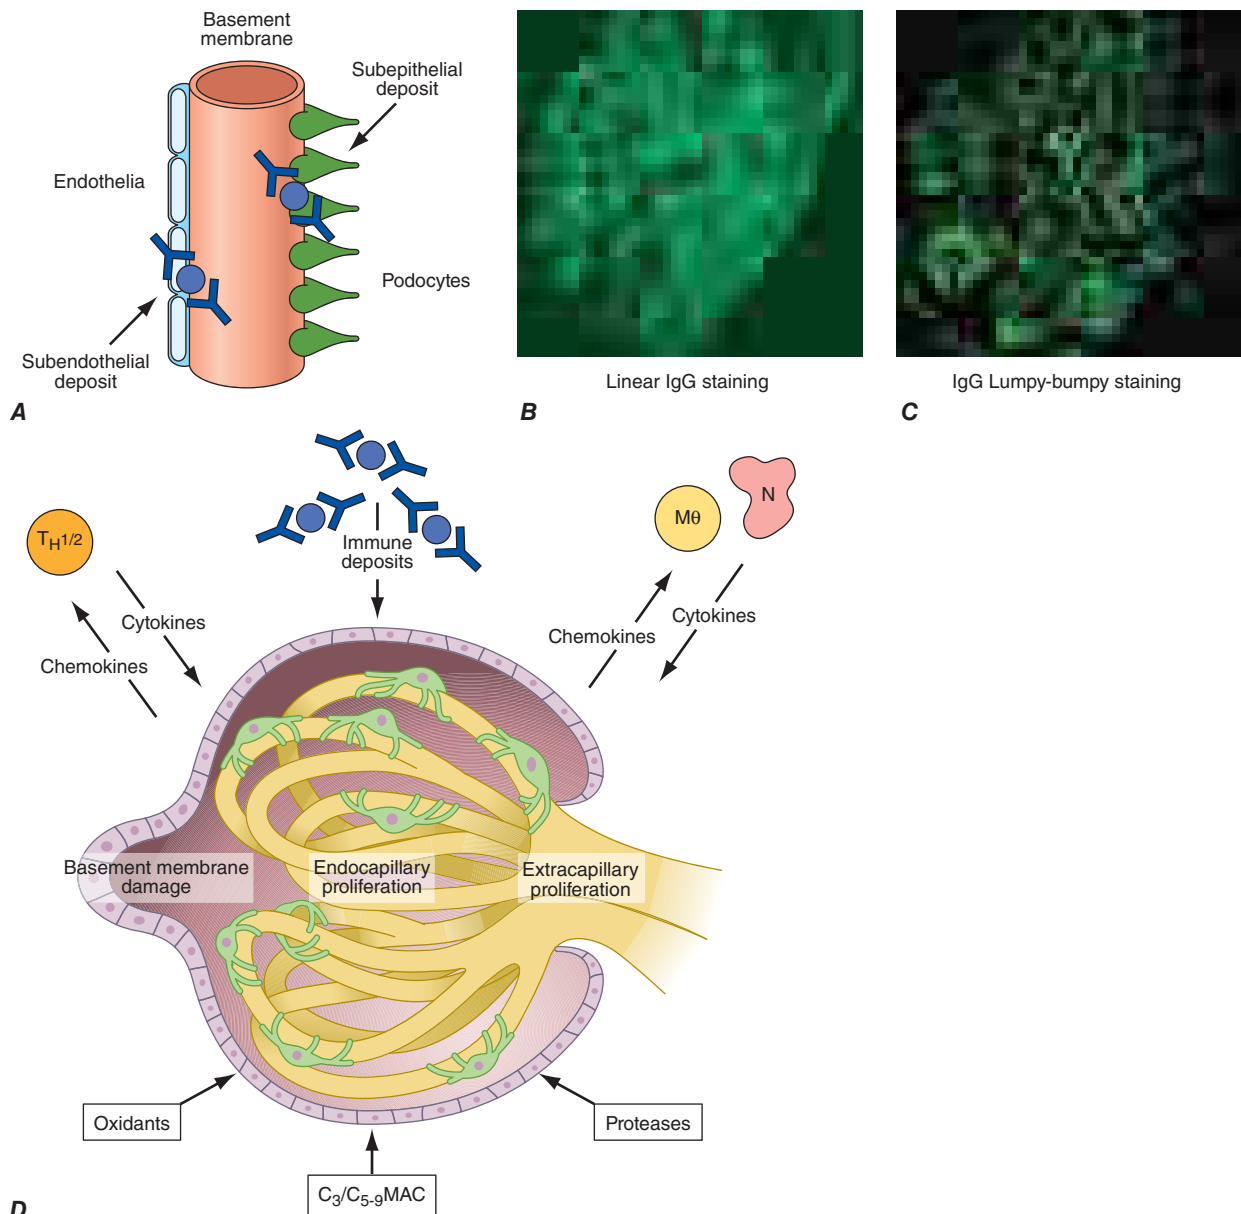 Basement
membrane
Subepithelial
deposit
Endothelia
Podocytes
Subendothelial
deposit
A
Linear IgG staining
B
IgG Lumpy-bumpy staining
C
Immune
deposits
TH1/2
Cytokines
Chemokines
Mθ
N
Chemokines
Cytokines
Basement membrane
damage
Endocapillary
proliferation
Extracapillary
proliferation
Oxidants
C3/C5-9MAC
Proteases
D